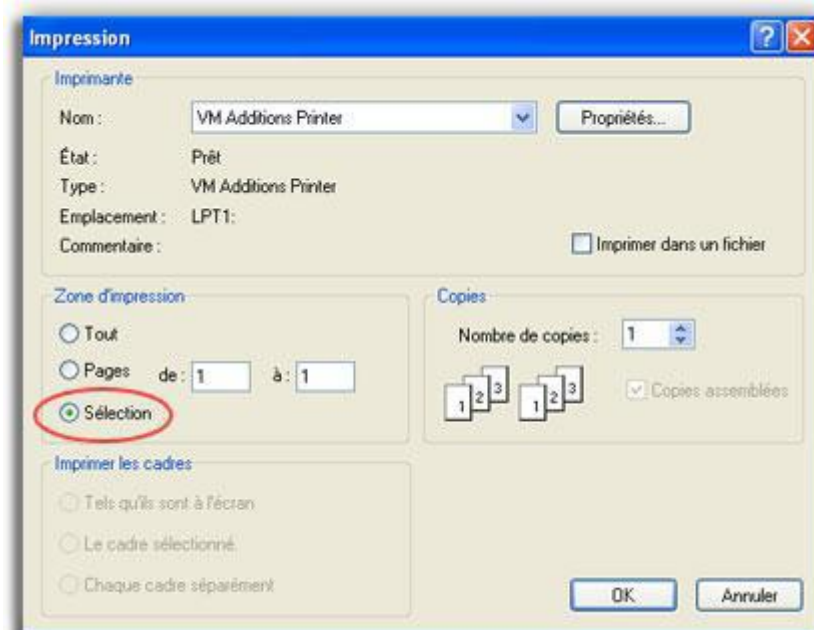 Impression
Imprimante
Nom : VM Additions Printer Propriétés...
État : Prêt
Type : VM Additions Printer
Emplacement : LPT1:
Commentaire : Imprimer dans un fichier
Zone d'impression
Tout
Pages de : 1 à : 1
Sélection
Copies
Nombre de copies : 1
1 2 3 1 2 3
Copies assemblées
Imprimer les cadres
Tels qu'ils sont à l'écran
Le cadre sélectionné
Chaque cadre séparément
OK Annuler